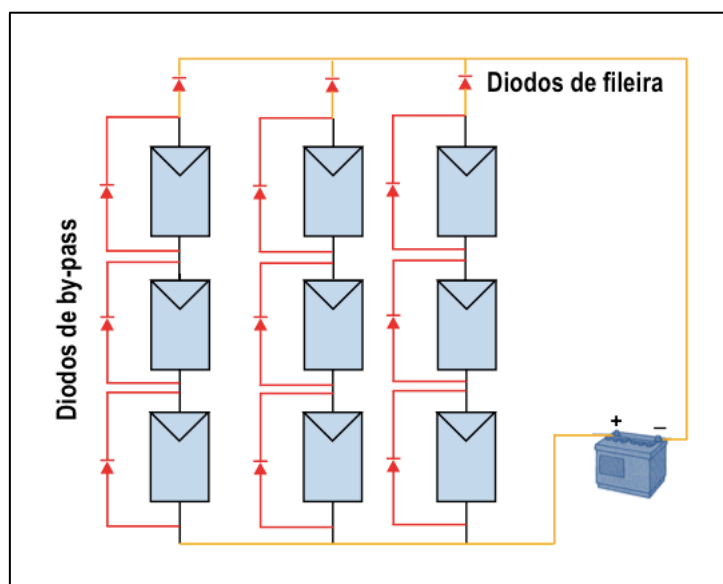 Diodos de fileira
Diodos de by-pass
+ –